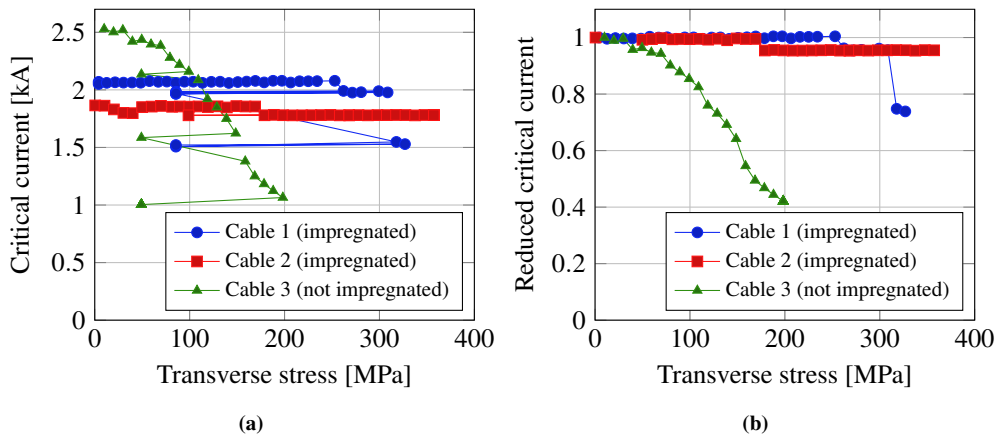 2.5
2
1.5
1
0.5
0
0
100
200
300
400
Critical current [kA]
Transverse stress [MPa]
Cable 1 (impregnated)
Cable 2 (impregnated)
Cable 3 (not impregnated)
(a)
1
0.8
0.6
0.4
0.2
0
0
100
200
300
400
Reduced critical current
Transverse stress [MPa]
Cable 1 (impregnated)
Cable 2 (impregnated)
Cable 3 (not impregnated)
(b)